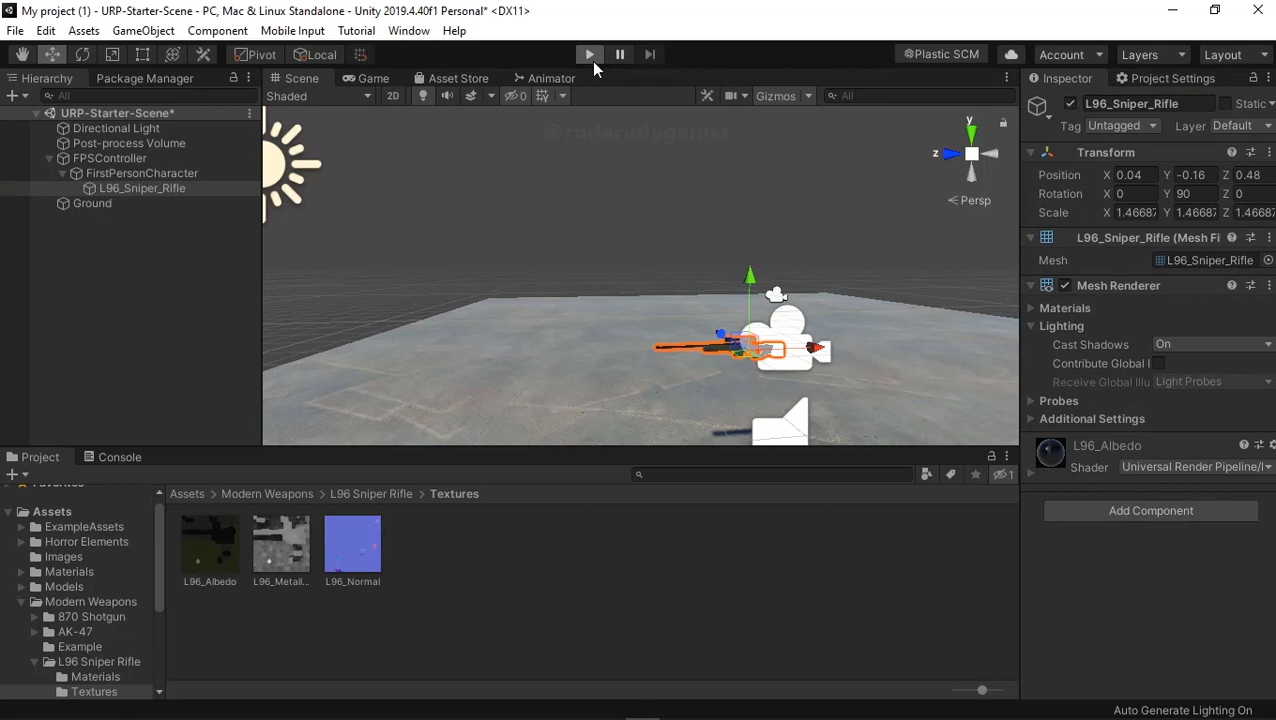 My project (1) - URP-Starter-Scene - PC, Mac & Linux Standalone - Unity 2019.4.40f1 Personal* <DX11>
File Edit Assets GameObject Component Mobile Input Tutorial Window Help
Pivot Local Plastic SCM Account Layers Layout
Hierarchy Package Manager Scene Game Asset Store Animator Inspector Project Settings
All Shaded 2D 0 Gizmos All L96_Sniper_Rifle Static
URP-Starter-Scene* Tag Untagged Layer Default
Directional Light
Post-process Volume
FPSController
FirstPersonCharacter
L96_Sniper_Rifle
Ground
@ruderudygamer
y
z
Persp
Transform
Position X 0.04 Y -0.16 Z 0.48
Rotation X 0 Y 90 Z 0
Scale X 1.46687 Y 1.46687 Z 1.46687
L96_Sniper_Rifle (Mesh Fi
Mesh L96_Sniper_Rifle
Mesh Renderer
Materials
Lighting
Cast Shadows On
Contribute Global I
Receive Global Illu Light Probes
Probes
Additional Settings
L96_Albedo
Shader Universal Render Pipeline/l
Add Component
Project Console
1
Favorites
Assets
ExampleAssets
Horror Elements
Images
Materials
Models
Modern Weapons
870 Shotgun
AK-47
Example
L96 Sniper Rifle
Materials
Textures
Assets Modern Weapons L96 Sniper Rifle Textures
L96_Albedo L96_Metall... L96_Normal
Auto Generate Lighting On